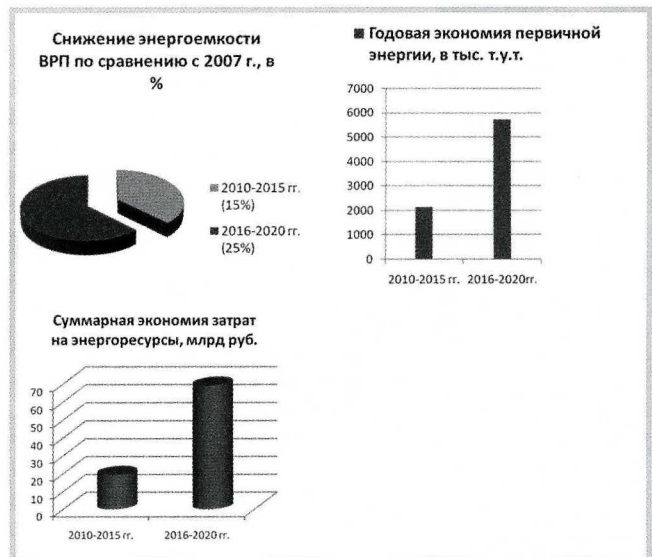 Снижение энергоемкости
ВРП по сравнению с 2007 г., в
%
2010-2015 гг.
(15%)
2016-2020 гг.
(25%)
Годовая экономия первичной
энергии, в тыс. т.у.т.
7000
6000
5000
4000
3000
2000
1000
0
2010-2015 гг. 2016-2020гг.
Суммарная экономия затрат
на энергоресурсы, млрд руб.
70
60
50
40
30
20
10
0
2010-2015 гг. 2016-2020 гг.